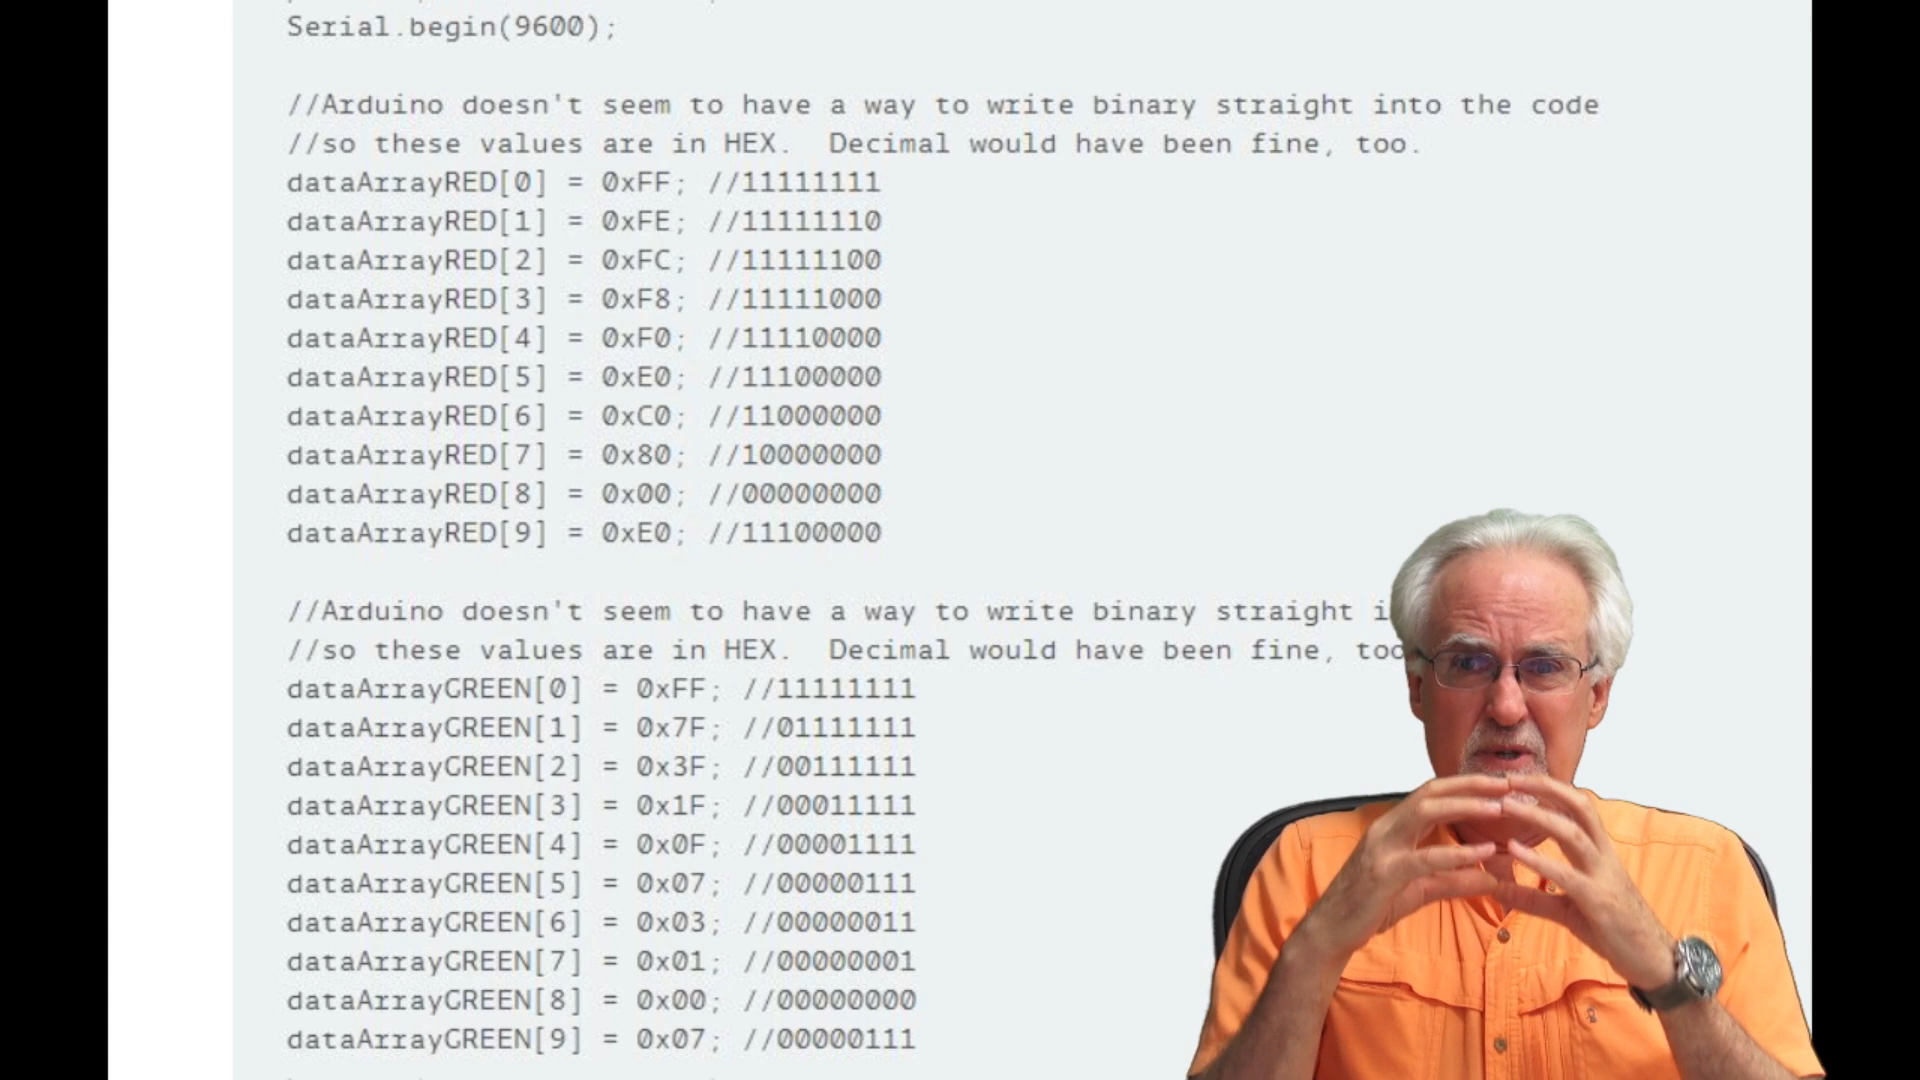 Serial.begin(9600);
//Arduino doesn't seem to have a way to write binary straight into the code
//so these values are in HEX.  Decimal would have been fine, too.
dataArrayRED[0] = 0xFF; //11111111
dataArrayRED[1] = 0xFE; //11111110
dataArrayRED[2] = 0xFC; //11111100
dataArrayRED[3] = 0xF8; //11111000
dataArrayRED[4] = 0xF0; //11110000
dataArrayRED[5] = 0xE0; //11100000
dataArrayRED[6] = 0xC0; //11000000
dataArrayRED[7] = 0x80; //10000000
dataArrayRED[8] = 0x00; //00000000
dataArrayRED[9] = 0xE0; //11100000
//Arduino doesn't seem to have a way to write binary straight
//so these values are in HEX.  Decimal would have been fine, too
dataArrayGREEN[0] = 0xFF; //11111111
dataArrayGREEN[1] = 0x7F; //01111111
dataArrayGREEN[2] = 0x3F; //00111111
dataArrayGREEN[3] = 0x1F; //00011111
dataArrayGREEN[4] = 0x0F; //00001111
dataArrayGREEN[5] = 0x07; //00000111
dataArrayGREEN[6] = 0x03; //00000011
dataArrayGREEN[7] = 0x01; //00000001
dataArrayGREEN[8] = 0x00; //00000000
dataArrayGREEN[9] = 0x07; //00000111